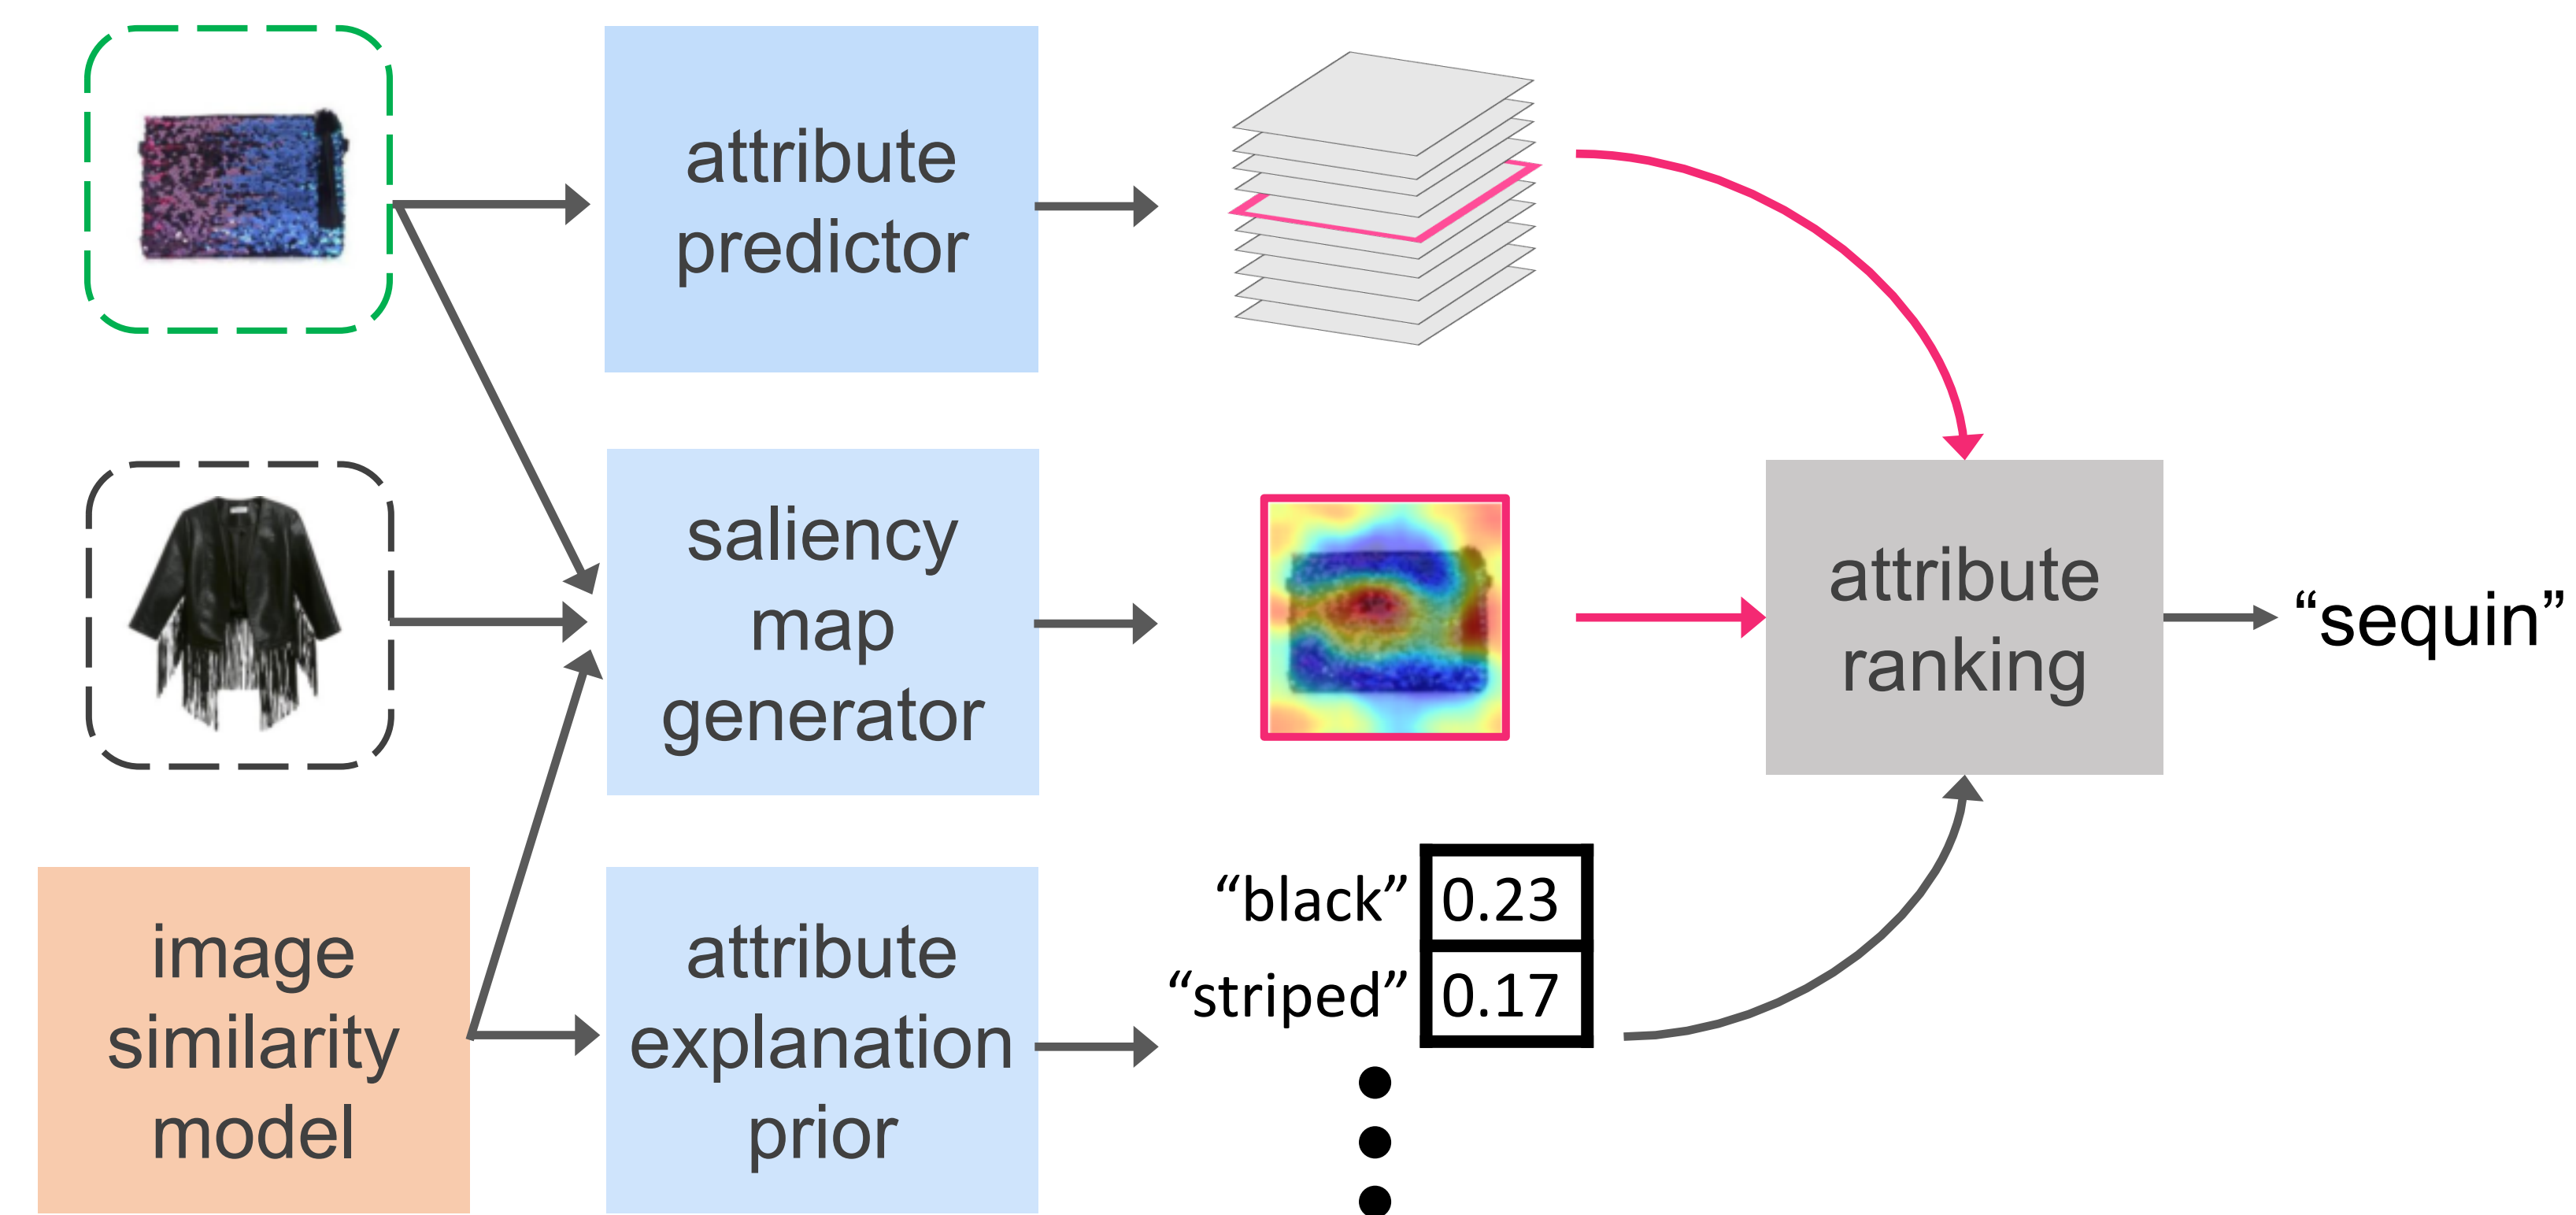 attribute
predictor
saliency
map
generator
attribute
ranking
“sequin”
image
similarity
model
attribute
explanation
prior
“black” 0.23
“striped” 0.17